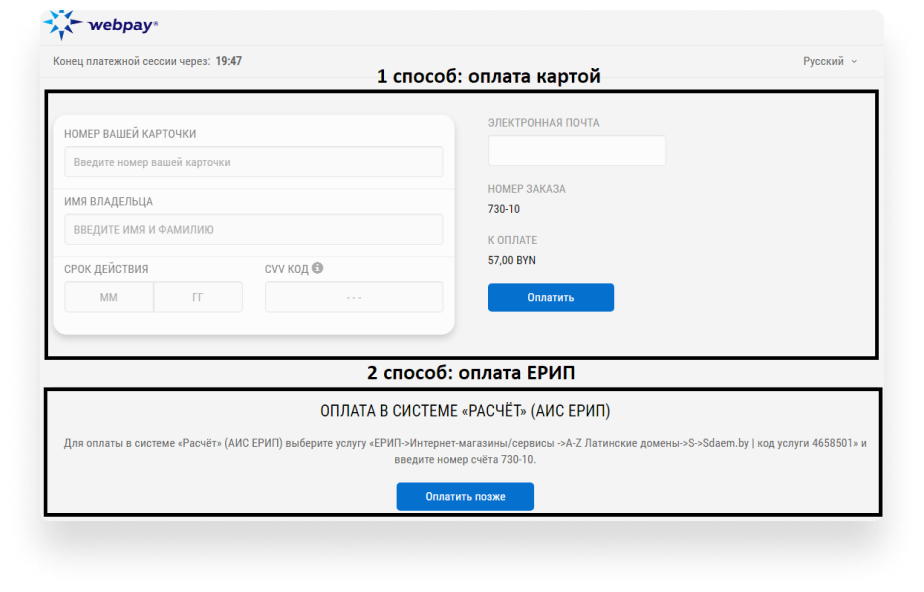 webpay®
Конец платежной сессии через: 19:47
Русский
1 способ: оплата картой
НОМЕР ВАШЕЙ КАРТОЧКИ
Введите номер вашей карточки
ИМЯ ВЛАДЕЛЬЦА
ВВЕДИТЕ ИМЯ И ФАМИЛИЮ
СРОК ДЕЙСТВИЯ
CVV КОД
ММ
ГГ
---
ЭЛЕКТРОННАЯ ПОЧТА
НОМЕР ЗАКАЗА
730-10
К ОПЛАТЕ
57,00 BYN
Оплатить
2 способ: оплата ЕРИП
ОПЛАТА В СИСТЕМЕ «РАСЧЁТ» (АИС ЕРИП)
Для оплаты в системе «Расчёт» (АИС ЕРИП) выберите услугу «ЕРИП->Интернет-магазины/сервисы ->A-Z Латинские домены->S->Sdaem.by | код услуги 4658501» и
введите номер счёта 730-10.
Оплатить позже